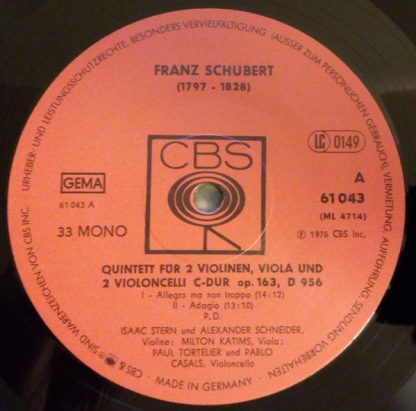 URHEBER- UND LEISTUNGSSCHUTZRECHTE, BESONDERS VERVIELFÄLTIGUNG (AUSSER ZUM PERSÖNLICHEN GEBRAUCH), VERMIETUNG, AUFFÜHRUNG, SENDUNG VORBEHALTEN
FRANZ SCHUBERT
(1797 - 1828)
CBS
LC 0149
GEMA
A
61 043
61043 A
(ML 4714)
33 MONO
℗ 1976 CBS Inc.
QUINTETT FÜR 2 VIOLINEN, VIOLA UND
2 VIOLONCELLI C-DUR op. 163, D 956
I - Allegro ma non troppo (14:12)
II - Adagio (13:10)
P. D.
ISAAC STERN und ALEXANDER SCHNEIDER,
Violine; MILTON KATIMS, Viola;
PAUL TORTELIER und PABLO
CASALS, Violoncello
CBS & SIND WARENZEICHEN VON CBS INC.
- MADE IN GERMANY -